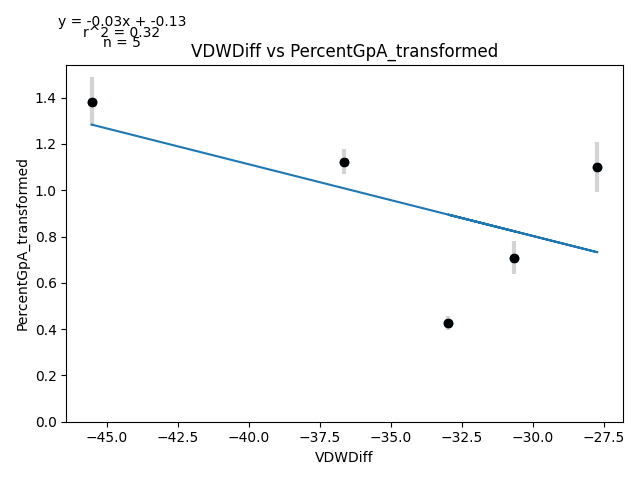 y = -0.03x + -0.13
r^2 = 0.32
n = 5
VDWDiff vs PercentGpA_transformed
PercentGpA_transformed
1.4
1.2
1.0
0.8
0.6
0.4
0.2
0.0
−45.0 −42.5 −40.0 −37.5 −35.0 −32.5 −30.0 −27.5
VDWDiff